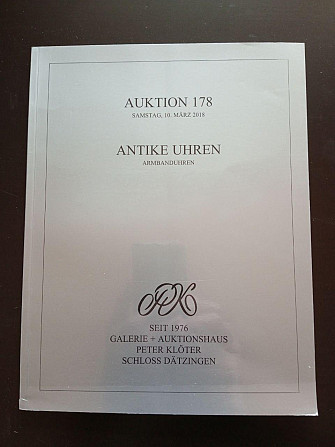 AUKTION 178
SAMSTAG, 10. MÄRZ 2018
ANTIKE UHREN
ARMBANDUHREN
SEIT 1976
GALERIE + AUKTIONSHAUS
PETER KLÖTER
SCHLOSS DÄTZINGEN